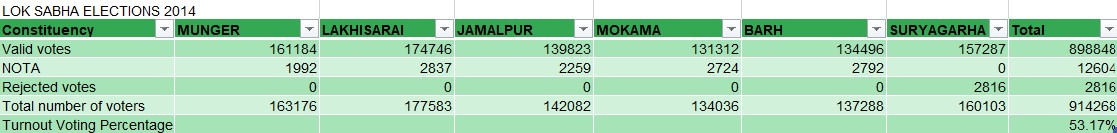 LOK SABHA ELECTIONS 2014
Constituency MUNGER LAKHISARAI JAMALPUR MOKAMA BARH SURYAGARHA Total
Valid votes 161184 174746 139823 131312 134496 157287 898848
NOTA 1992 2837 2259 2724 2792 0 12604
Rejected votes 0 0 0 0 0 2816 2816
Total number of voters 163176 177583 142082 134036 137288 160103 914268
Turnout Voting Percentage 53.17%